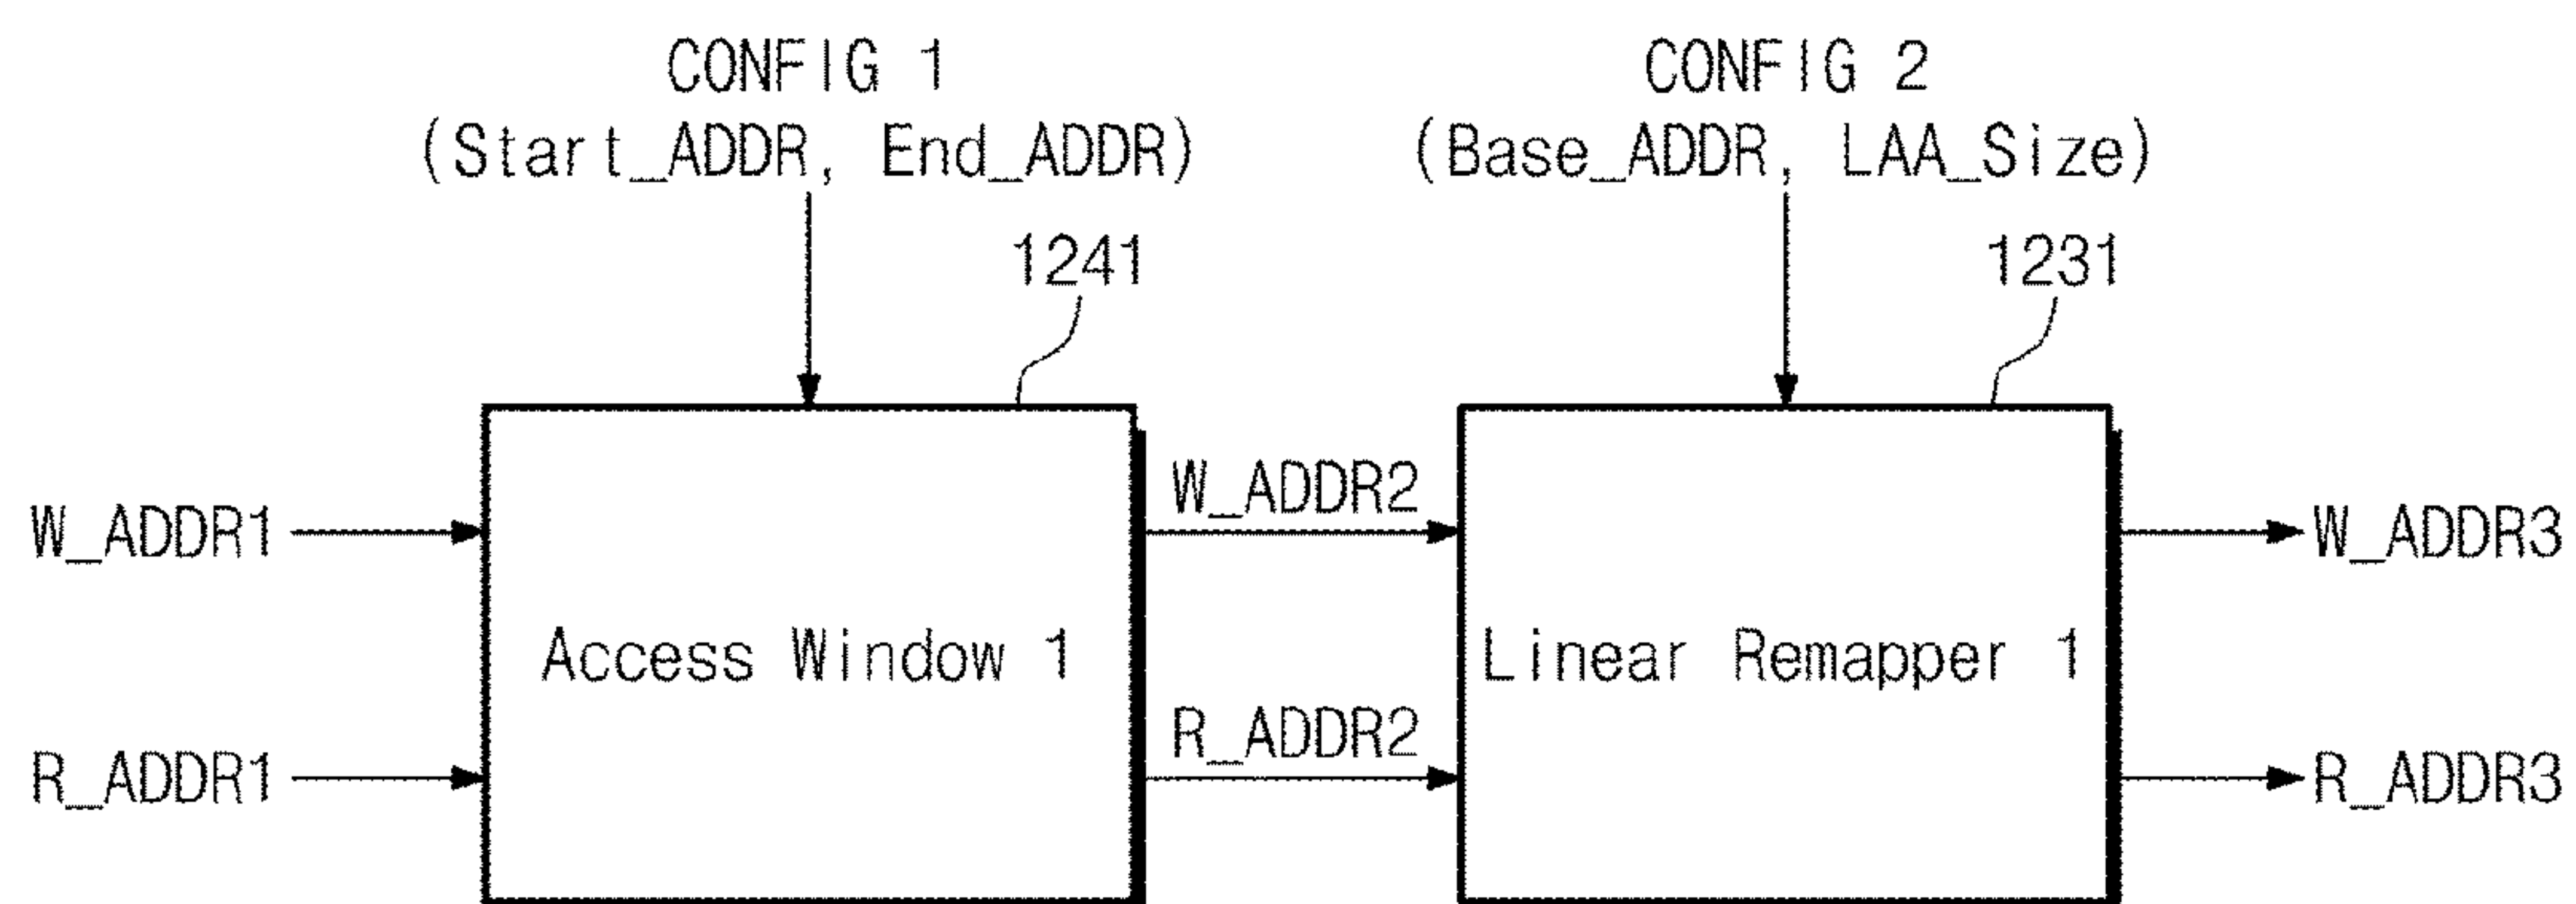 CONFIG 1
(Start_ADDR, End_ADDR)
CONFIG 2
(Base_ADDR, LAA_Size)
1241
1231
W_ADDR1
W_ADDR2
W_ADDR3
Access Window 1
Linear Remapper 1
R_ADDR1
R_ADDR2
R_ADDR3